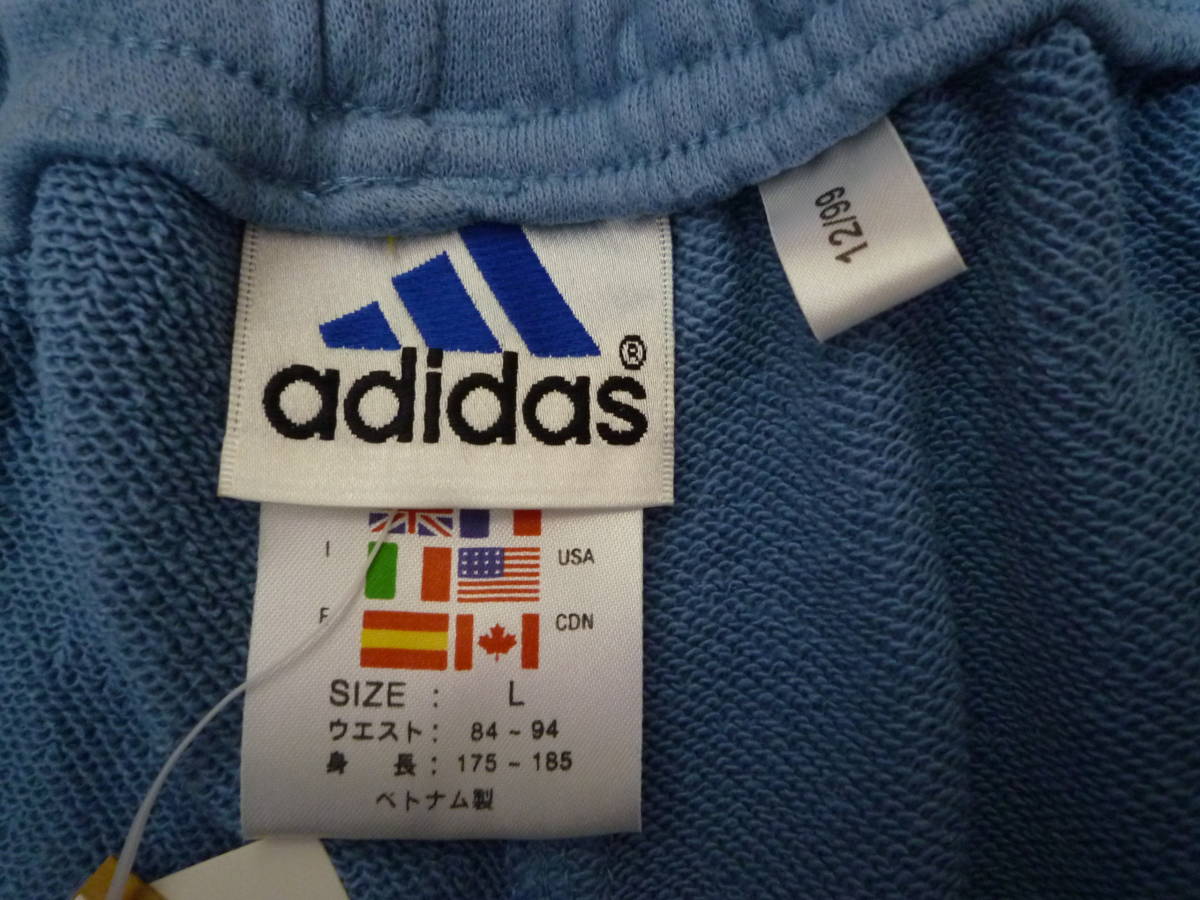 adidas®
12/99
I USA
CDN
SIZE : L
ウエスト: 84 ~ 94
身 長: 175 ~ 185
ベトナム製